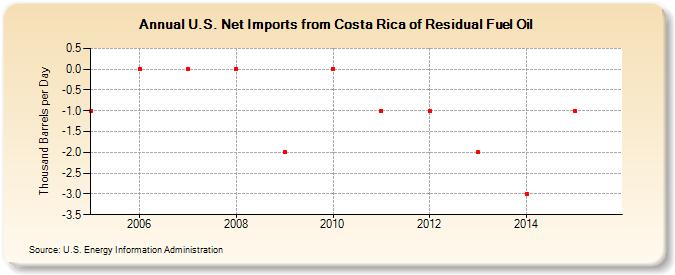 Annual U.S. Net Imports from Costa Rica of Residual Fuel Oil
Thousand Barrels per Day
0.5
0.0
-0.5
-1.0
-1.5
-2.0
-2.5
-3.0
-3.5
2006 2008 2010 2012 2014
Source: U.S. Energy Information Administration